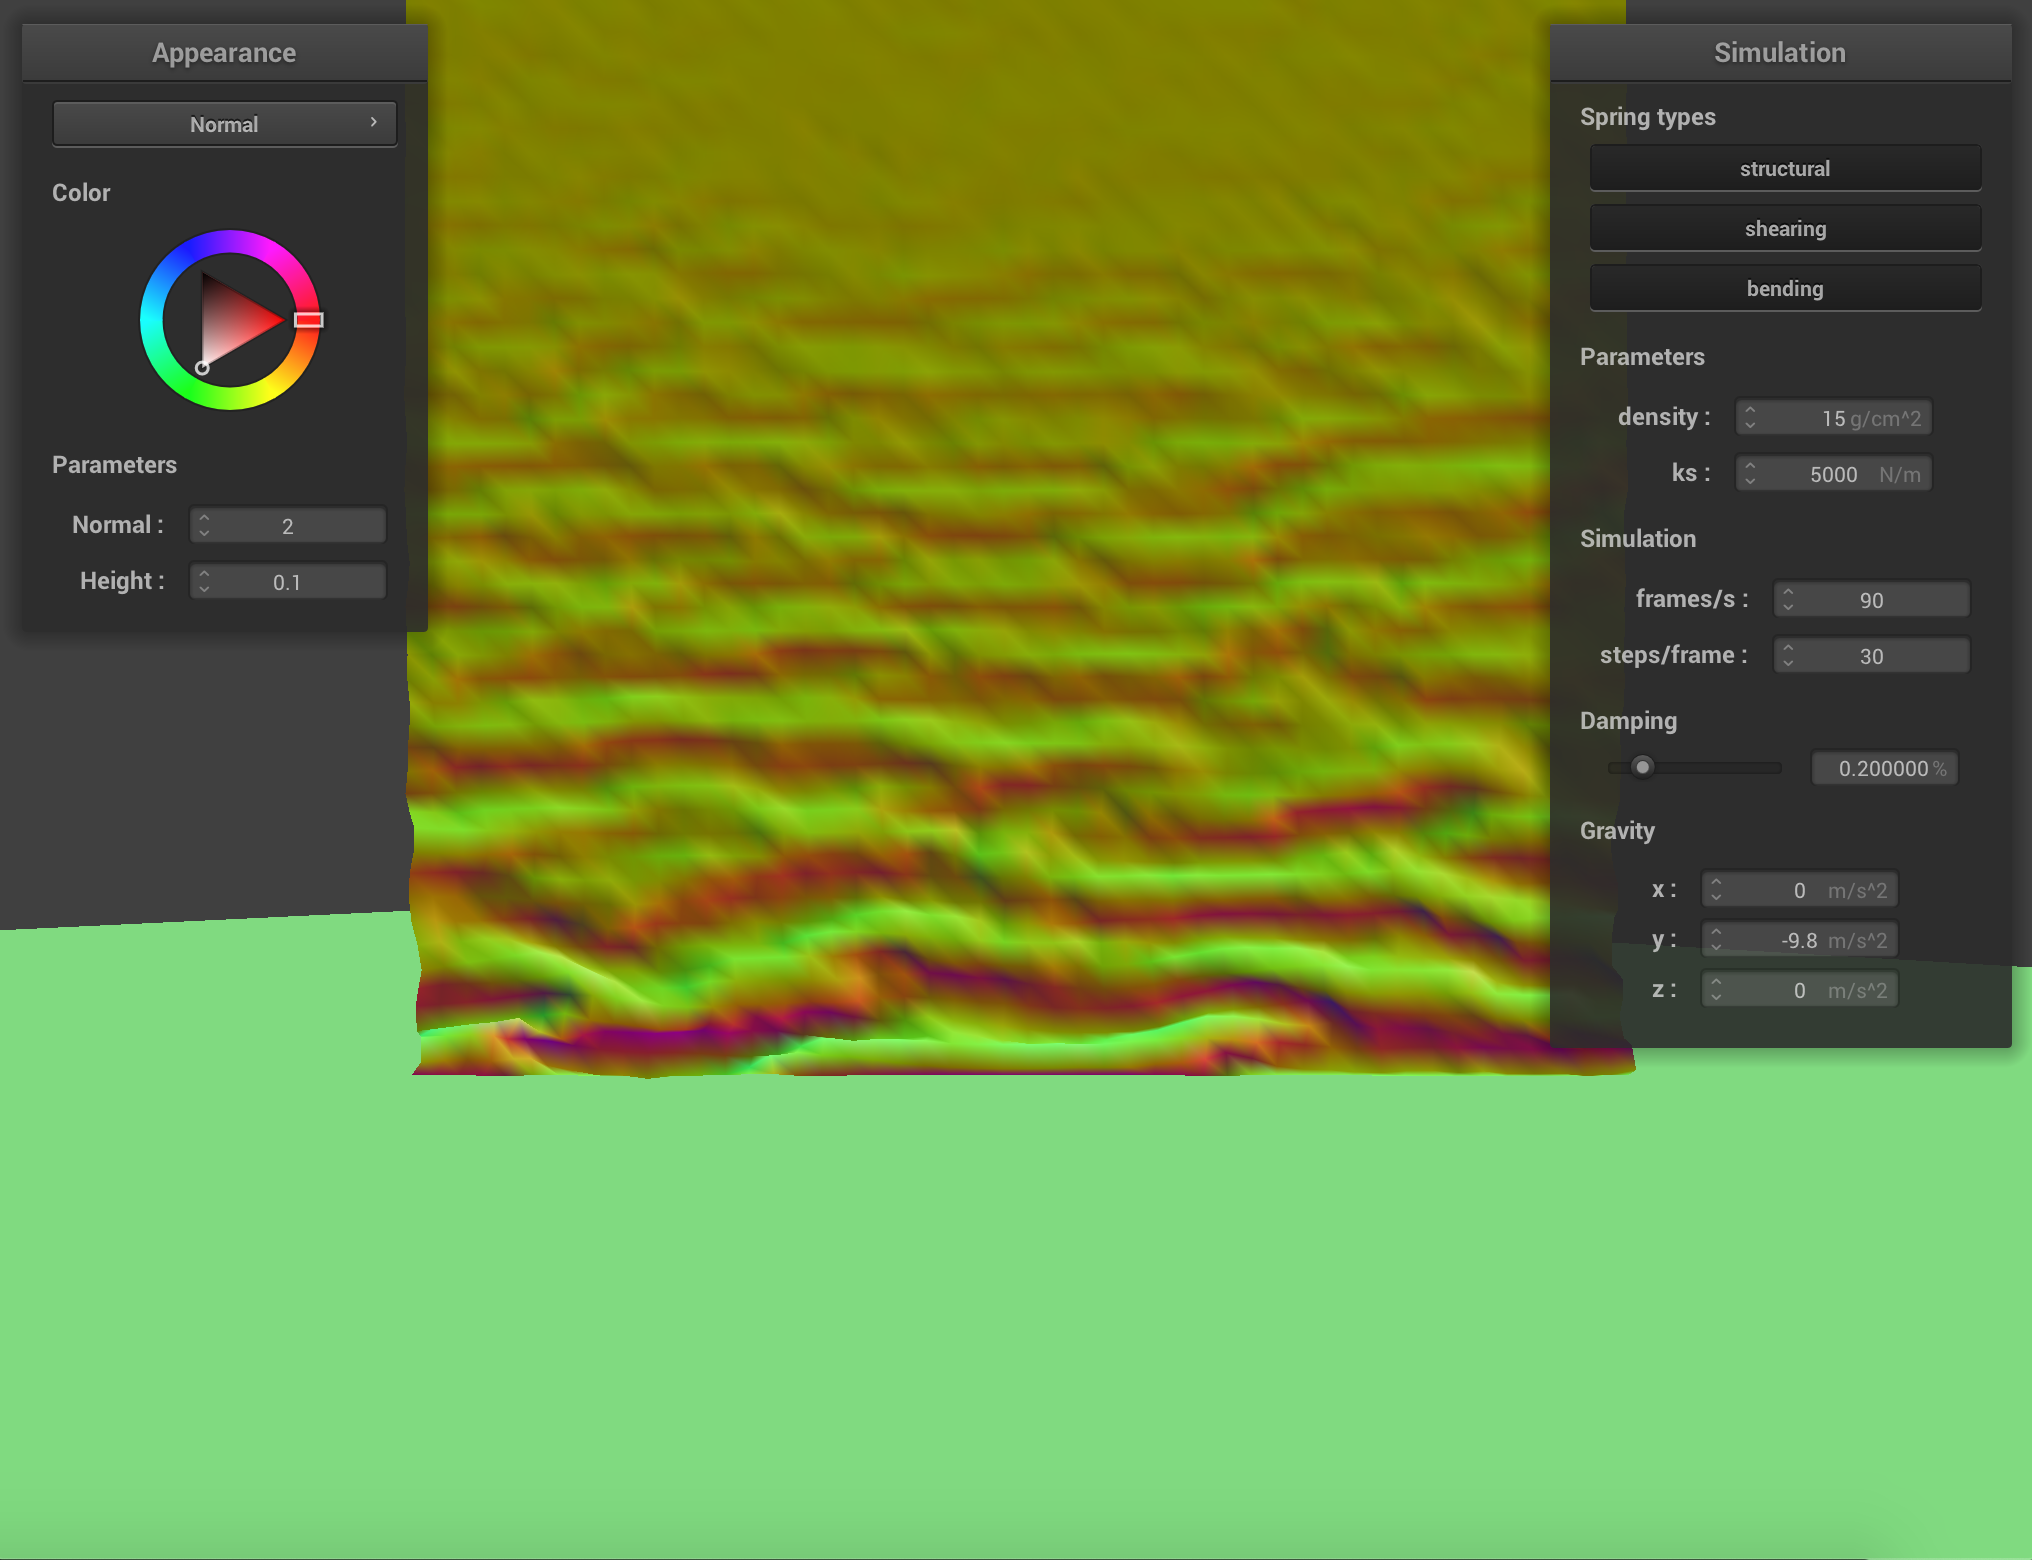 Appearance
Normal
Color
Parameters
Normal : 2
Height : 0.1
Simulation
Spring types
structural
shearing
bending
Parameters
density : 15 g/cm^2
ks : 5000 N/m
Simulation
frames/s : 90
steps/frame : 30
Damping
0.200000 %
Gravity
x : 0 m/s^2
y : -9.8 m/s^2
z : 0 m/s^2